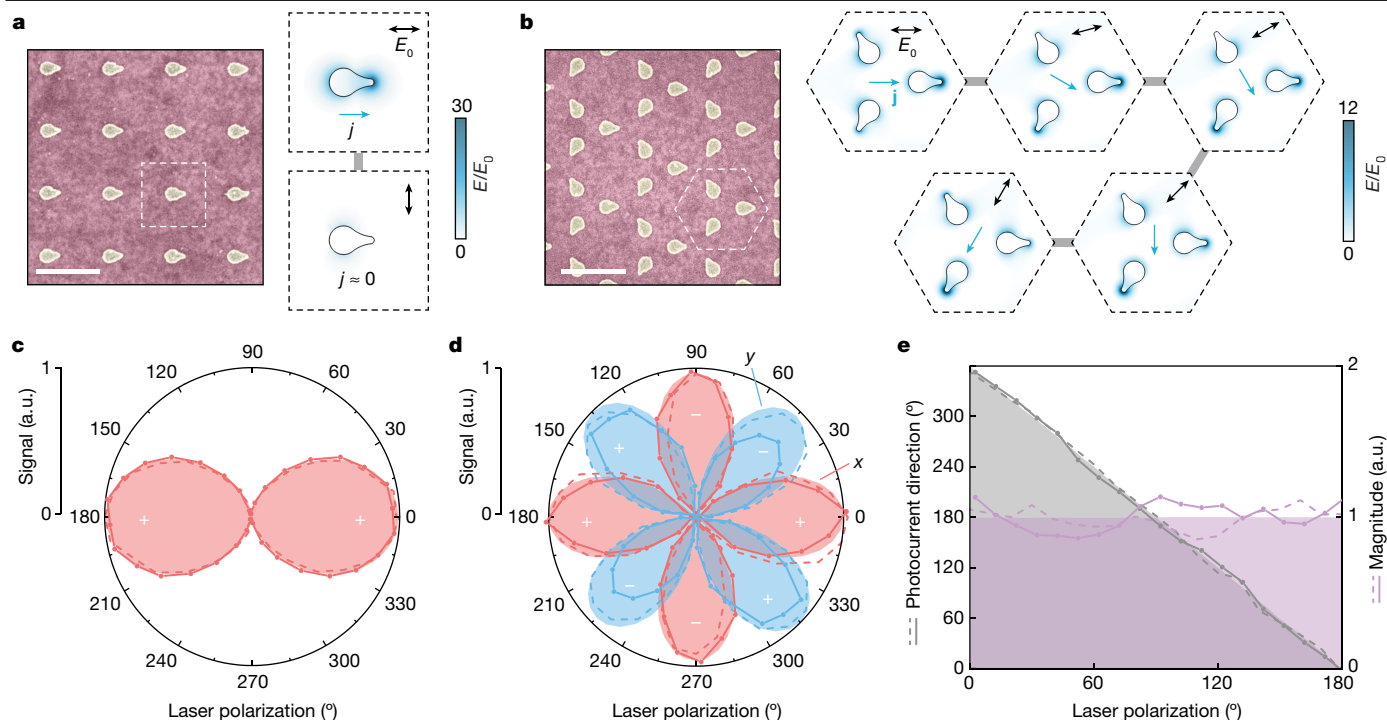 a
E0
j
j ≈ 0
30
0
E/E0
b
E0
j
12
0
E/E0
c
Signal (a.u.)
1
0
90
120
60
150
30
180
0
210
330
240
300
270
+
+
Laser polarization (º)
d
Signal (a.u.)
1
0
y
x
90
120
60
150
30
180
0
210
330
240
300
270
–
+
–
+
+
–
+
–
Laser polarization (º)
e
Photocurrent direction (º)
300
240
180
120
60
0
2
1
0
Magnitude (a.u.)
0
60
120
180
Laser polarization (º)